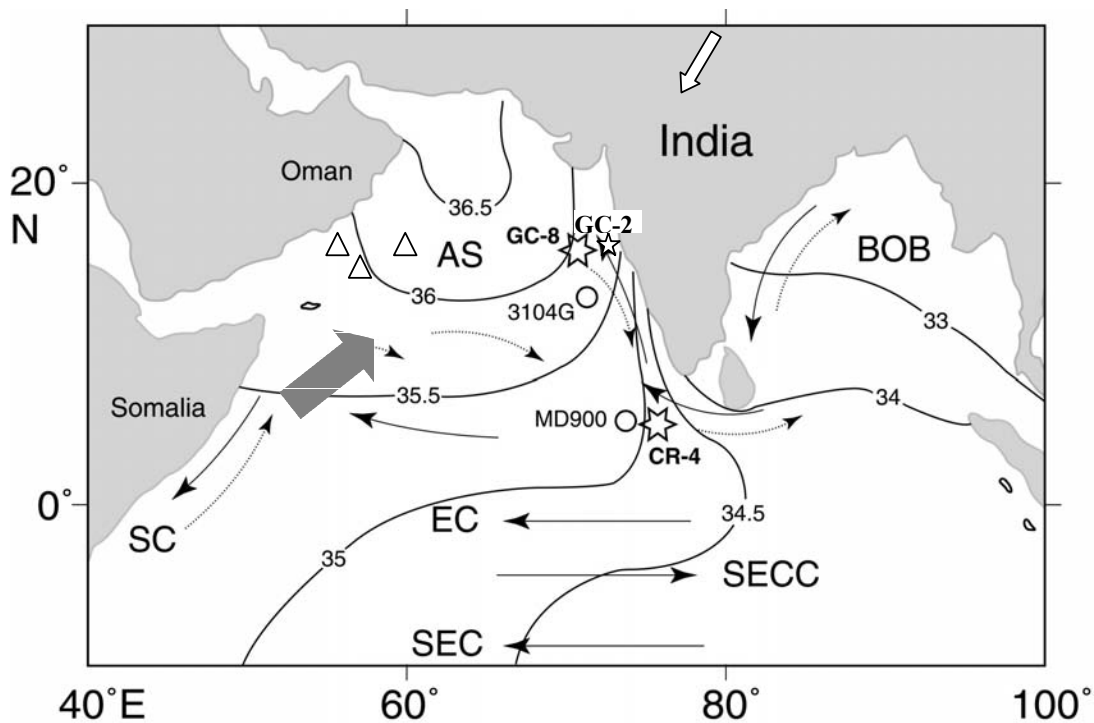 India
Oman
20°
N
36.5
GC-2
GC-8
AS
BOB
36
3104G
33
Somalia
35.5
34
MD900
CR-4
0°
EC
34.5
SC
35
SECC
SEC
40°E
60°
80°
100°